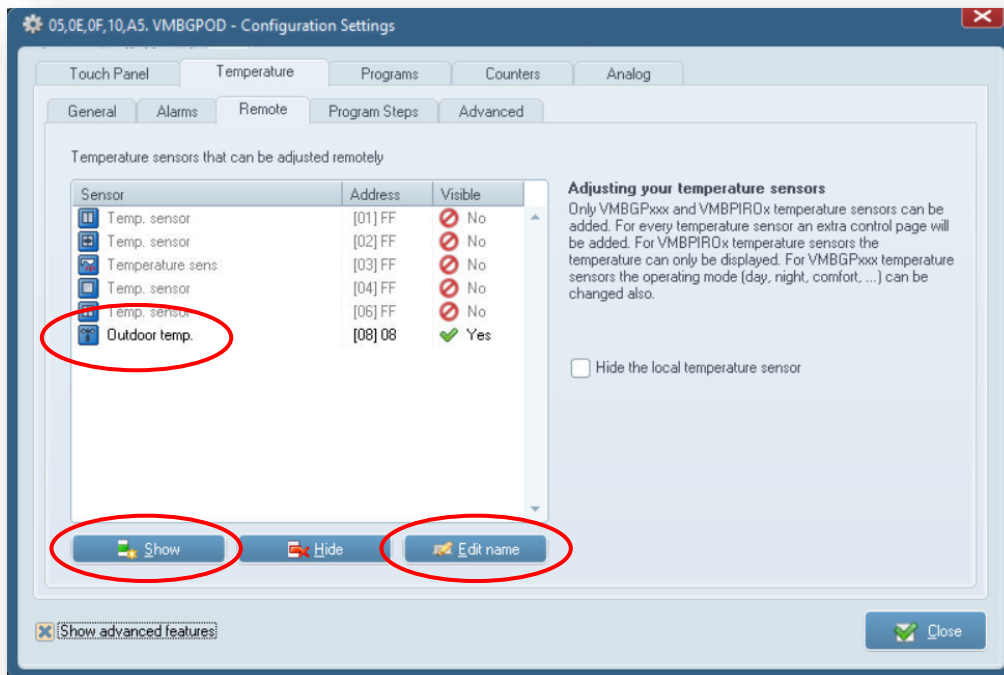 05,0E,0F,10,A5. VMBGPOD - Configuration Settings
Touch Panel Temperature Programs Counters Analog
General Alarms Remote Program Steps Advanced
Temperature sensors that can be adjusted remotely
Sensor Address Visible
Temp. sensor [01] FF No
Temp. sensor [02] FF No
Temperature sens [03] FF No
Temp. sensor [04] FF No
Temp. sensor [06] FF No
Outdoor temp. [08] 08 Yes
Adjusting your temperature sensors
Only VMBGPxxx and VMBPIROx temperature sensors can be
added. For every temperature sensor an extra control page will
be added. For VMBPIROx temperature sensors the
temperature can only be displayed. For VMBGPxxx temperature
sensors the operating mode (day, night, comfort, ...) can be
changed also.
Hide the local temperature sensor
Show Hide Edit name
Show advanced features
Close